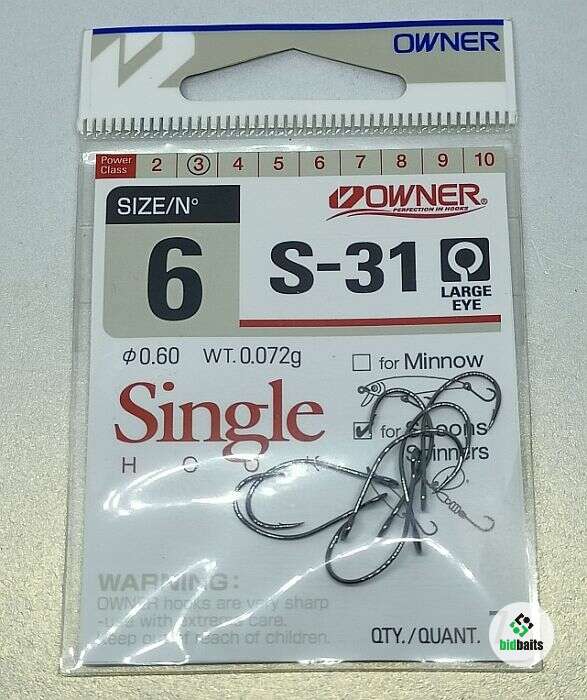 OWNER
Power Class 2 3 4 5 6 7 8 9 10
SIZE/N°
6
OWNER®
PERFECTION IN HOOKS
S-31
LARGE
EYE
φ0.60 WT.0.072g
for Minnow
Single
HOOK
for Spoons
Spinners
WARNING:
OWNER hooks are very sharp
-use with extreme care.
Keep out of reach of children.
QTY./QUANT.
bidbaits